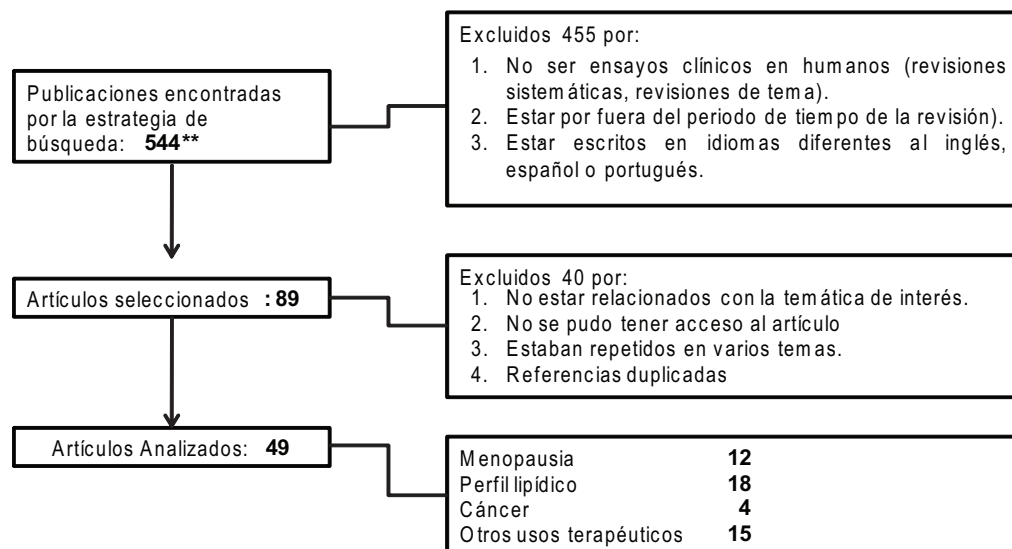 Publicaciones encontradas
por la estrategia de
búsqueda: 544**
Excluidos 455 por:
1. No ser ensayos clínicos en humanos (revisiones
sistemáticas, revisiones de tema).
2. Estar por fuera del periodo de tiempo de la revisión).
3. Estar escritos en idiomas diferentes al inglés,
español o portugués.
Artículos seleccionados : 89
Excluidos 40 por:
1. No estar relacionados con la temática de interés.
2. No se pudo tener acceso al artículo
3. Estaban repetidos en varios temas.
4. Referencias duplicadas
Artículos Analizados: 49
Menopausia 12
Perfil lipídico 18
Cáncer 4
Otros usos terapéuticos 15